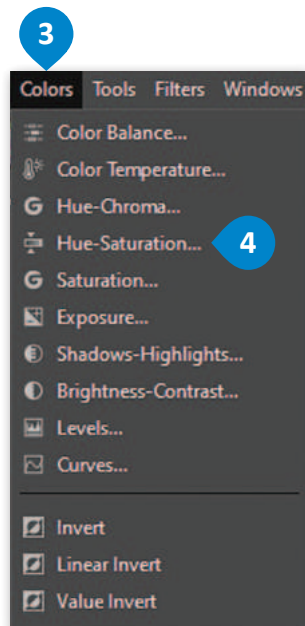 3
Colors Tools Filters Windows
Color Balance...
Color Temperature...
G Hue-Chroma...
Hue-Saturation... 4
G Saturation...
Exposure...
Shadows-Highlights...
Brightness-Contrast...
Levels...
Curves...
Invert
Linear Invert
Value Invert